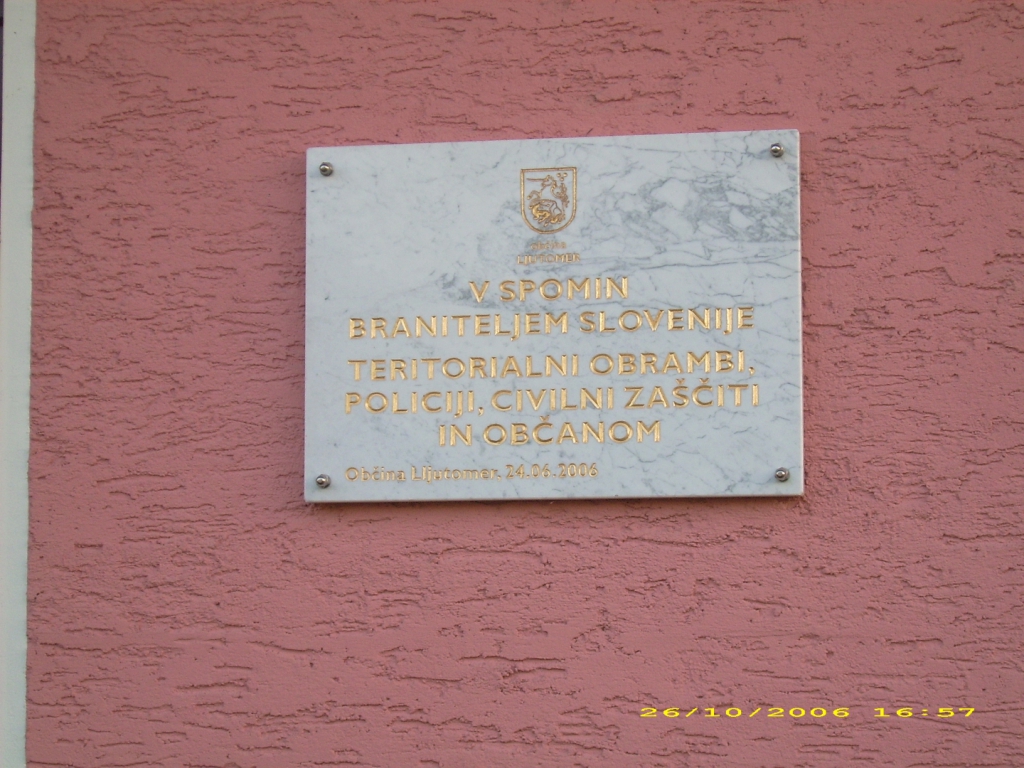 LJUTOMER
V SPOMIN
BRANITELJEM SLOVENIJE
TERITORIALNI OBRAMBI,
POLICIJI, CIVILNI ZAŠČITI
IN OBČANOM
Občina Ljutomer, 24.06.2006
26/10/2006 16:57